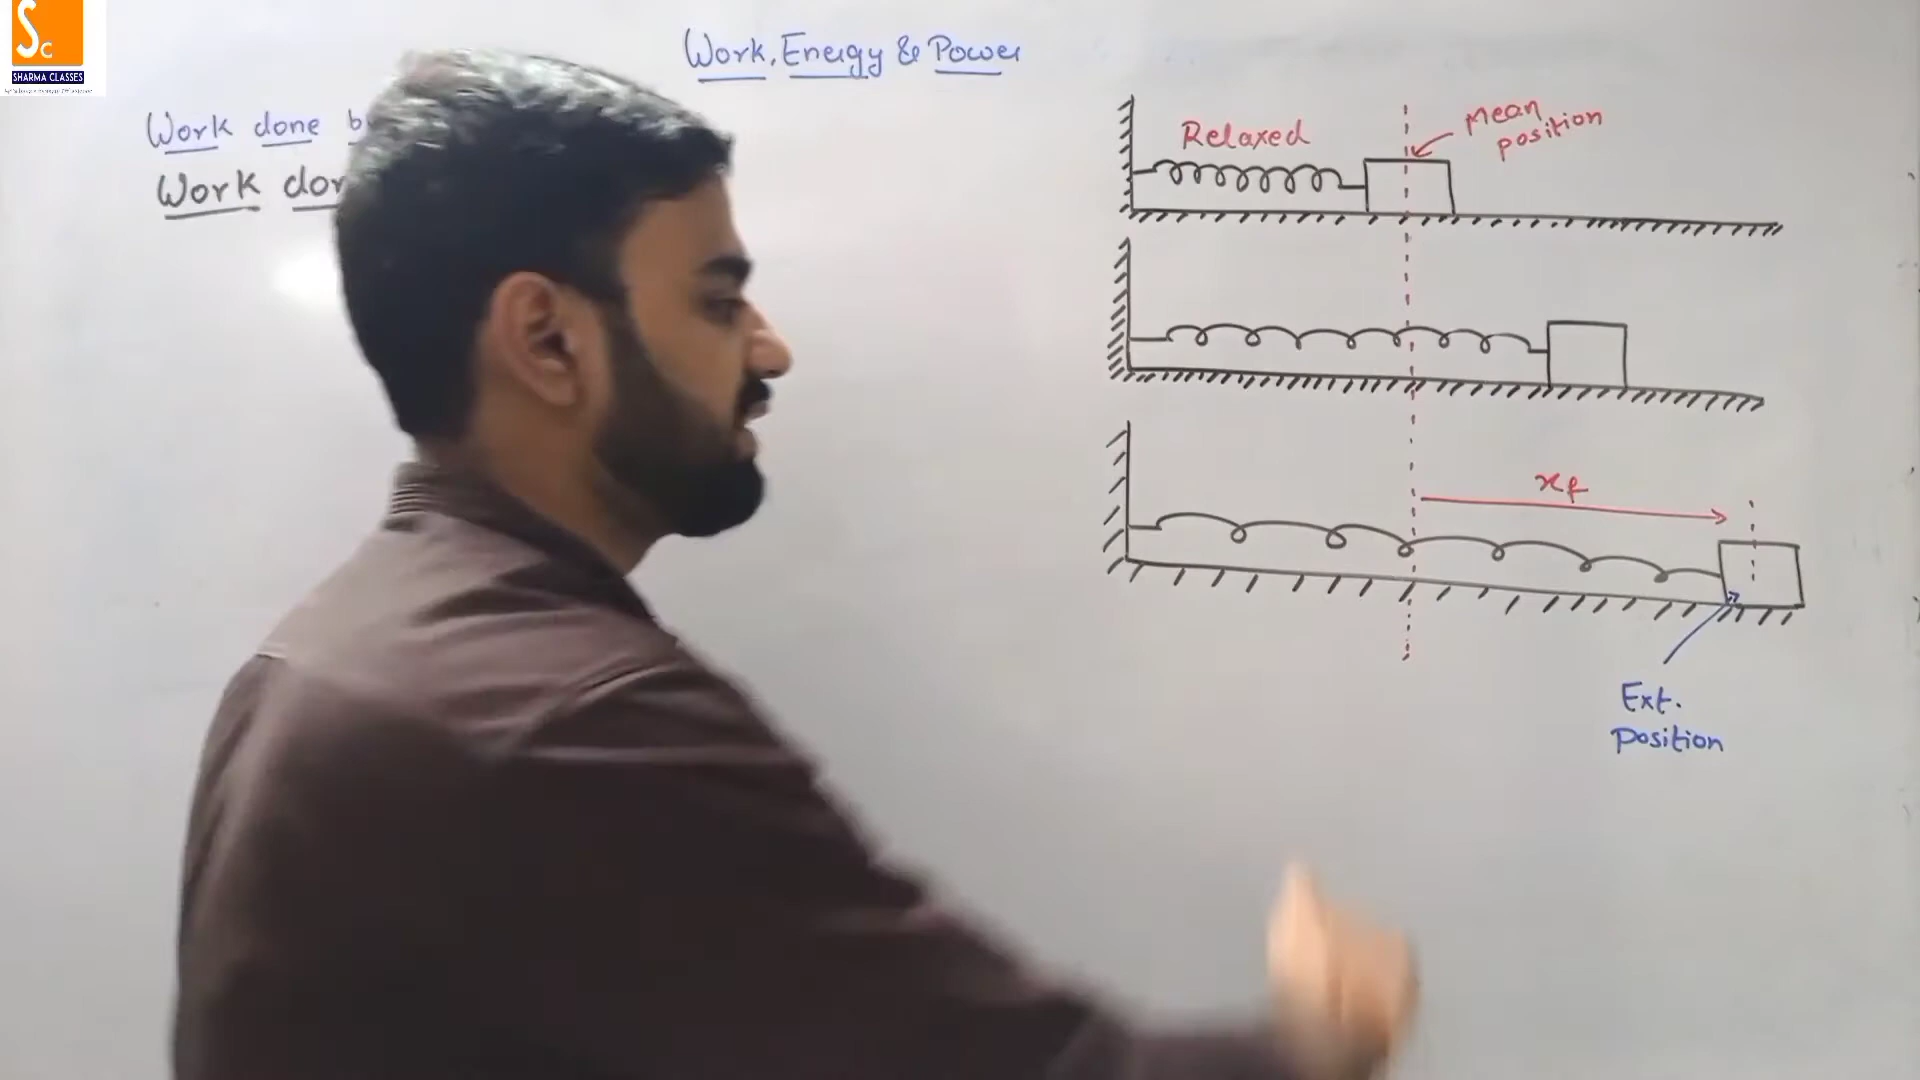 Sc
SHARMA CLASSES
Work, Energy & Power
Work done
Work
Relaxed
Mean
position
xf
Ext.
position